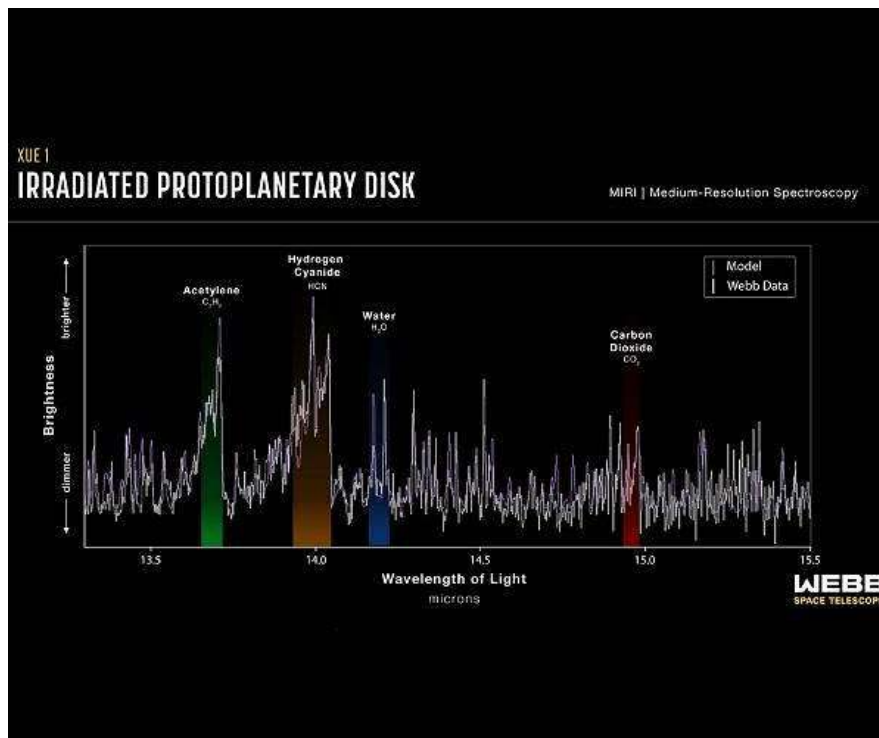 XUE 1
IRRADIATED PROTOPLANETARY DISK
MIRI | Medium-Resolution Spectroscopy
Hydrogen
Cyanide
HCN
Acetylene
C₂H₂
Water
H₂O
Carbon
Dioxide
CO₂
Model
Webb Data
brighter
Brightness
dimmer
13.5
14.0
14.5
15.0
15.5
Wavelength of Light
microns
WEBB
SPACE TELESCOP